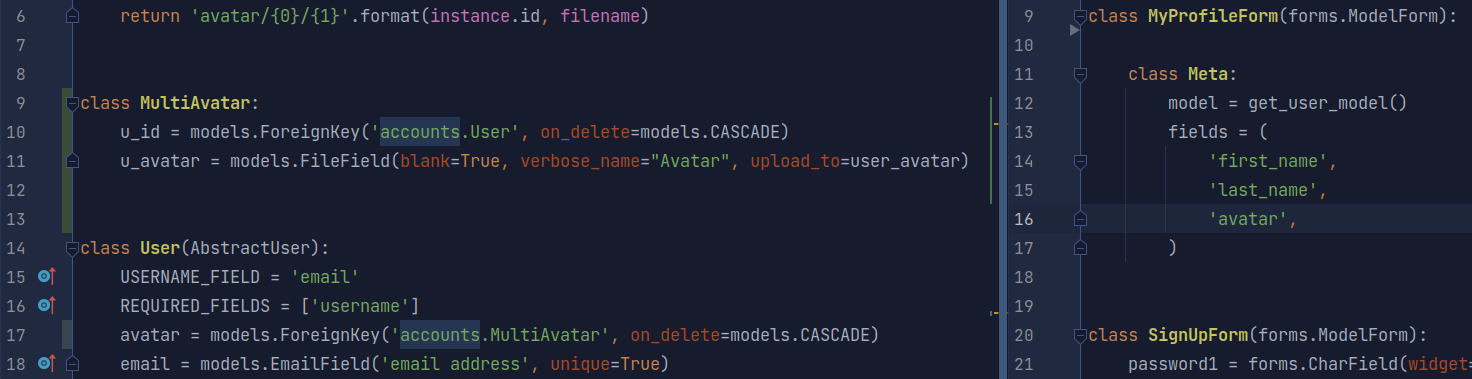 6 return 'avatar/{0}/{1}'.format(instance.id, filename)
7
8
9 class MultiAvatar:
10 u_id = models.ForeignKey('accounts.User', on_delete=models.CASCADE)
11 u_avatar = models.FileField(blank=True, verbose_name="Avatar", upload_to=user_avatar)
12
13
14 class User(AbstractUser):
15 USERNAME_FIELD = 'email'
16 REQUIRED_FIELDS = ['username']
17 avatar = models.ForeignKey('accounts.MultiAvatar', on_delete=models.CASCADE)
18 email = models.EmailField('email address', unique=True)
9 class MyProfileForm(forms.ModelForm):
10
11 class Meta:
12 model = get_user_model()
13 fields = (
14 'first_name',
15 'last_name',
16 'avatar',
17 )
18
19
20 class SignUpForm(forms.ModelForm):
21 password1 = forms.CharField(widget=